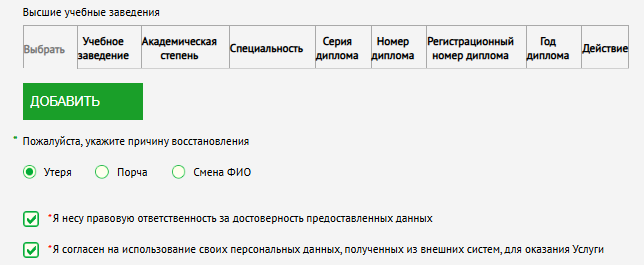 Высшие учебные заведения
Выбрать Учебное заведение Академическая степень Специальность Серия диплома Номер диплома Регистрационный номер диплома Год диплома Действие
ДОБАВИТЬ
* Пожалуйста, укажите причину восстановления
Утеря Порча Смена ФИО
*Я несу правовую ответственность за достоверность предоставленных данных
*Я согласен на использование своих персональных данных, полученных из внешних систем, для оказания Услуги